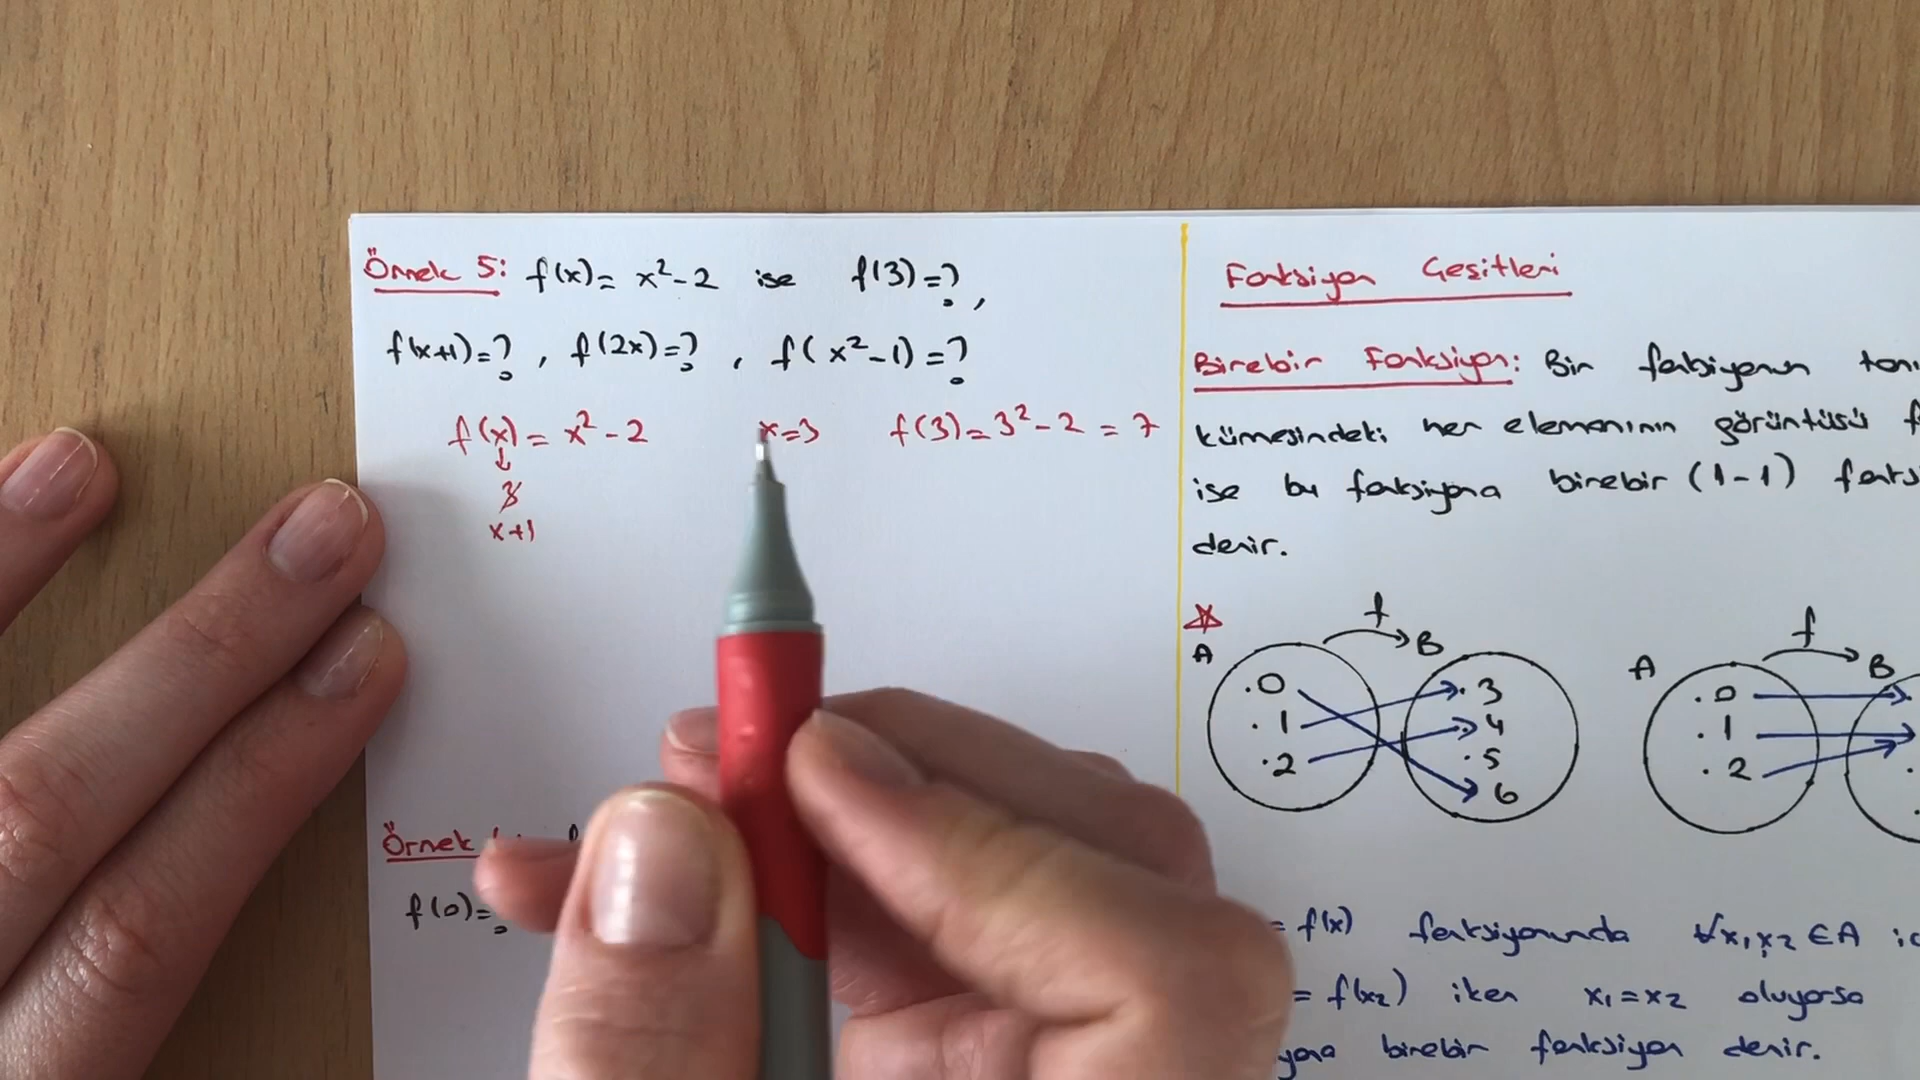 Örnek 5: f(x) = x² - 2 ise f(3) = ?,
f(x+1) = ? , f(2x) = ? , f(x² - 1) = ?
f(x) = x² - 2 x = 3 f(3) = 3² - 2 = 7
↓
3
x+1
Örnek
f(0) = ?
Fonksiyon Çeşitleri
Birebir Fonksiyon: Bir fonksiyonun
kümesindeki her elemanının görüntüsü
ise bu fonksiyona birebir (1-1)
denir.
f
A B
.0 .3
.1 .4
.2 .5
6
f
A B
.0
.1
.2
= f(x) fonksiyonunda ∀x₁,x₂ ∈ A
= f(x₂) iken x₁ = x₂ oluyorsa
birebir fonksiyon denir.